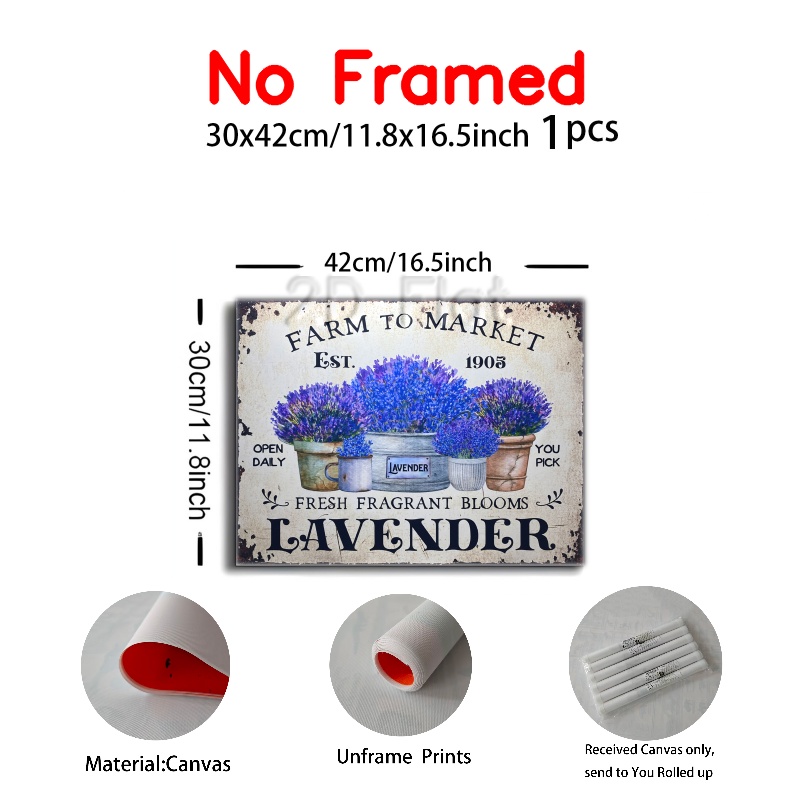 No Framed
30x42cm/11.8x16.5inch 1pcs
42cm/16.5inch
2D Flat
30cm/11.8inch
FARM TO MARKET
EST. 1905
OPEN
DAILY
LAVENDER
YOU
PICK
FRESH FRAGRANT BLOOMS
LAVENDER
Material:Canvas
Unframe Prints
Received Canvas only,
send to You Rolled up